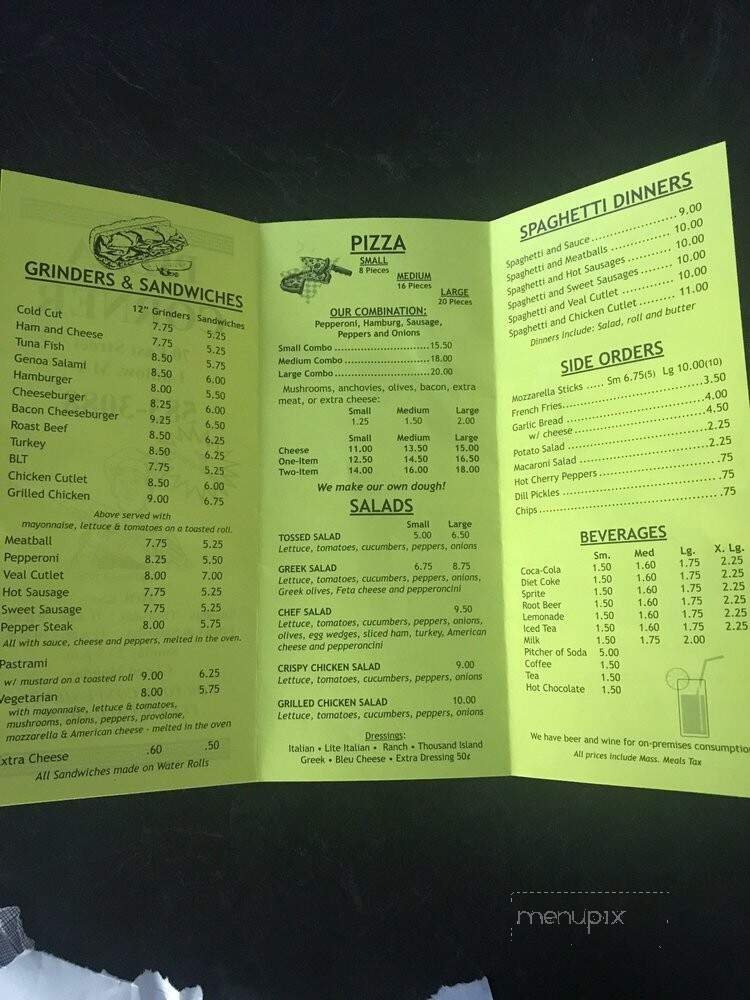 GRINDERS & SANDWICHES
12" Grinders Sandwiches
Cold Cut 7.75 5.25
Ham and Cheese 7.75 5.25
Tuna Fish 8.50 5.75
Genoa Salami 8.50 6.00
Hamburger 8.00 5.50
Cheeseburger 8.25 6.00
Bacon Cheeseburger 9.25 6.50
Roast Beef 8.50 6.25
Turkey 8.50 6.25
BLT 7.75 5.25
Chicken Cutlet 8.50 6.00
Grilled Chicken 9.00 6.75
Above served with
mayonnaise, lettuce & tomatoes on a toasted roll.
Meatball 7.75 5.25
Pepperoni 8.25 5.50
Veal Cutlet 8.00 7.00
Hot Sausage 7.75 5.25
Sweet Sausage 7.75 5.25
Pepper Steak 8.00 5.75
All with sauce, cheese and peppers, melted in the oven.
Pastrami
w/ mustard on a toasted roll 9.00 6.25
Vegetarian 8.00 5.75
with mayonnaise, lettuce & tomatoes,
mushrooms, onions, peppers, provolone,
mozzarella & American cheese - melted in the oven
Extra Cheese .60 .50
All Sandwiches made on Water Rolls
PIZZA
SMALL
8 Pieces
MEDIUM
16 Pieces
LARGE
20 Pieces
OUR COMBINATION:
Pepperoni, Hamburg, Sausage,
Peppers and Onions
Small Combo ........................15.50
Medium Combo ......................18.00
Large Combo .........................20.00
Mushrooms, anchovies, olives, bacon, extra
meat, or extra cheese:
Small Medium Large
1.25 1.50 2.00
Small Medium Large
Cheese 11.00 13.50 15.00
One-Item 12.50 14.50 16.50
Two-Item 14.00 16.00 18.00
We make our own dough!
SALADS
Small Large
TOSSED SALAD 5.00 6.50
Lettuce, tomatoes, cucumbers, peppers, onions
GREEK SALAD 6.75 8.75
Lettuce, tomatoes, cucumbers, peppers, onions,
Greek olives, Feta cheese and pepperoncini
CHEF SALAD 9.50
Lettuce, tomatoes, cucumbers, peppers, onions,
olives, egg wedges, sliced ham, turkey, American
cheese and pepperoncini
CRISPY CHICKEN SALAD 9.00
Lettuce, tomatoes, cucumbers, peppers, onions
GRILLED CHICKEN SALAD 10.00
Lettuce, tomatoes, cucumbers, peppers, onions
Dressings:
Italian • Lite Italian • Ranch • Thousand Island
Greek • Bleu Cheese • Extra Dressing 50¢
SPAGHETTI DINNERS
Spaghetti and Sauce.....................9.00
Spaghetti and Meatballs ............... 10.00
Spaghetti and Hot Sausages ........... 10.00
Spaghetti and Sweet Sausages ........ 10.00
Spaghetti and Veal Cutlet .............. 10.00
Spaghetti and Chicken Cutlet ......... 11.00
Dinners include: Salad, roll and butter
SIDE ORDERS
Mozzarella Sticks ..... Sm 6.75(5) Lg 10.00(10)
French Fries..............................3.50
Garlic Bread .............................4.00
w/ cheese ............................4.50
Potato Salad .............................2.25
Macaroni Salad ..........................2.25
Hot Cherry Peppers ......................75
Dill Pickles ................................75
Chips .......................................75
BEVERAGES
Sm. Med Lg. X. Lg.
Coca-Cola 1.50 1.60 1.75 2.25
Diet Coke 1.50 1.60 1.75 2.25
Sprite 1.50 1.60 1.75 2.25
Root Beer 1.50 1.60 1.75 2.25
Lemonade 1.50 1.60 1.75 2.25
Iced Tea 1.50 1.60 1.75 2.25
Milk 1.50 1.75 2.00
Pitcher of Soda 5.00
Coffee 1.50
Tea 1.50
Hot Chocolate 1.50
We have beer and wine for on-premises consumption
All prices include Mass. Meals Tax
menupix